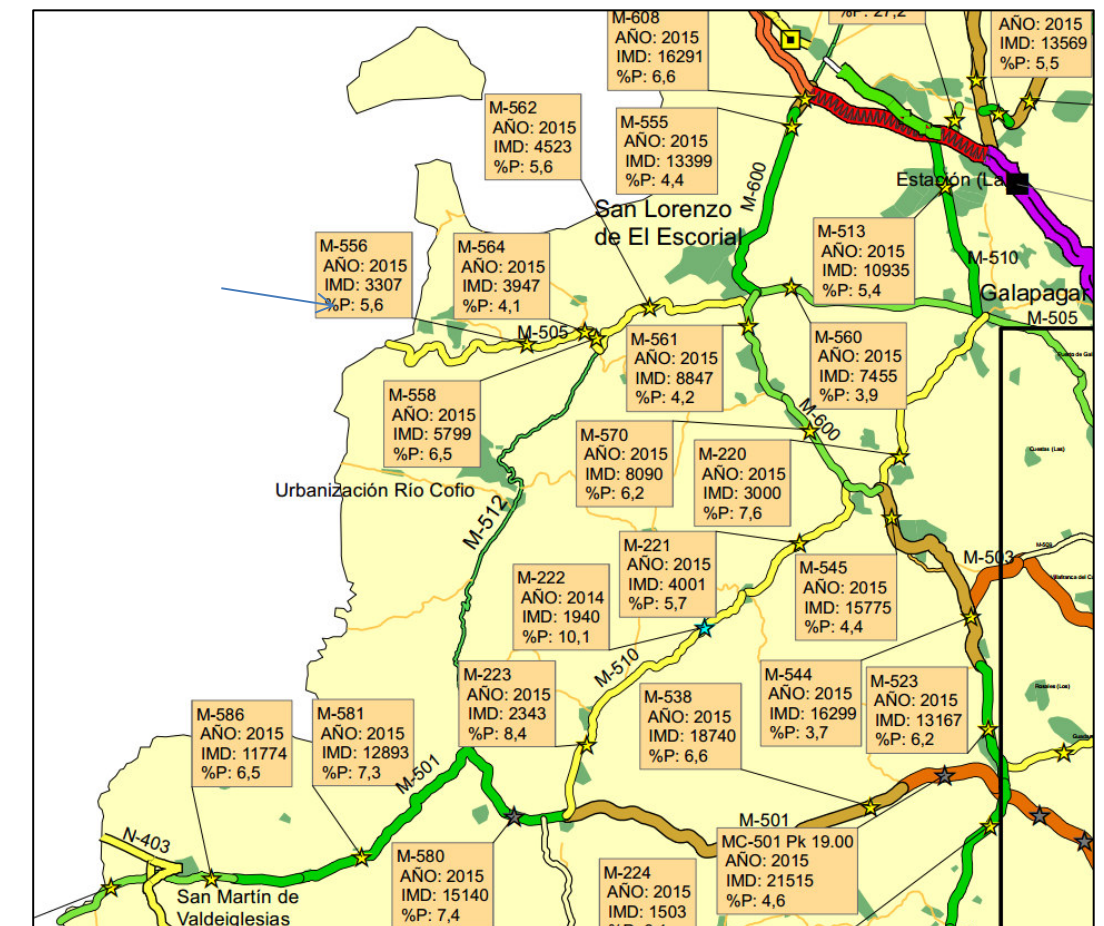 M-608
AÑO: 2015
IMD: 16291
%P: 6,6
%P: 27,2
AÑO: 2015
IMD: 13569
%P: 5,5
M-562
AÑO: 2015
IMD: 4523
%P: 5,6
M-555
AÑO: 2015
IMD: 13399
%P: 4,4
M-600
Estación (La
San Lorenzo
de El Escorial
M-556
AÑO: 2015
IMD: 3307
%P: 5,6
M-564
AÑO: 2015
IMD: 3947
%P: 4,1
M-513
AÑO: 2015
IMD: 10935
%P: 5,4
M-510
Galapagar
M-505
M-505
M-561
AÑO: 2015
IMD: 8847
%P: 4,2
M-560
AÑO: 2015
IMD: 7455
%P: 3,9
M-558
AÑO: 2015
IMD: 5799
%P: 6,5
M-600
M-570
AÑO: 2015
IMD: 8090
%P: 6,2
M-220
AÑO: 2015
IMD: 3000
%P: 7,6
Urbanización Río Cofio
M-512
M-221
AÑO: 2015
IMD: 4001
%P: 5,7
M-503
M-222
AÑO: 2014
IMD: 1940
%P: 10,1
M-545
AÑO: 2015
IMD: 15775
%P: 4,4
M-510
M-223
AÑO: 2015
IMD: 2343
%P: 8,4
M-544
AÑO: 2015
IMD: 16299
%P: 3,7
M-523
AÑO: 2015
IMD: 13167
%P: 6,2
M-538
AÑO: 2015
IMD: 18740
%P: 6,6
M-586
AÑO: 2015
IMD: 11774
%P: 6,5
M-581
AÑO: 2015
IMD: 12893
%P: 7,3
M-501
M-501
N-403
MC-501 Pk 19.00
AÑO: 2015
IMD: 21515
%P: 4,6
M-580
AÑO: 2015
IMD: 15140
%P: 7,4
M-224
AÑO: 2015
IMD: 1503
San Martín de
Valdeiglesias